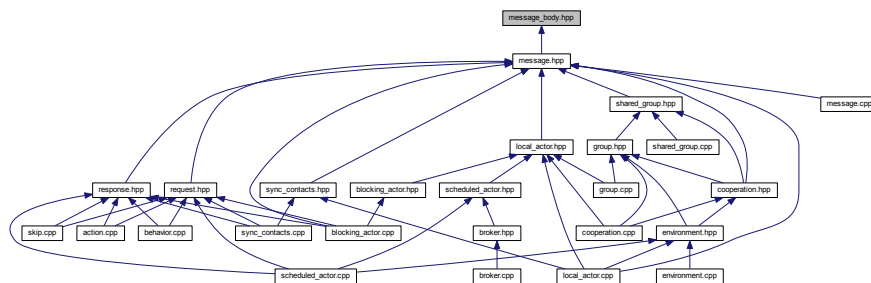 message_body.hpp
message.hpp
shared_group.hpp
message.cpp
local_actor.hpp
group.hpp
shared_group.cpp
response.hpp
request.hpp
sync_contacts.hpp
blocking_actor.hpp
scheduled_actor.hpp
group.cpp
cooperation.hpp
skip.cpp
action.cpp
behavior.cpp
sync_contacts.cpp
blocking_actor.cpp
broker.hpp
cooperation.cpp
environment.hpp
scheduled_actor.cpp
broker.cpp
local_actor.cpp
environment.cpp